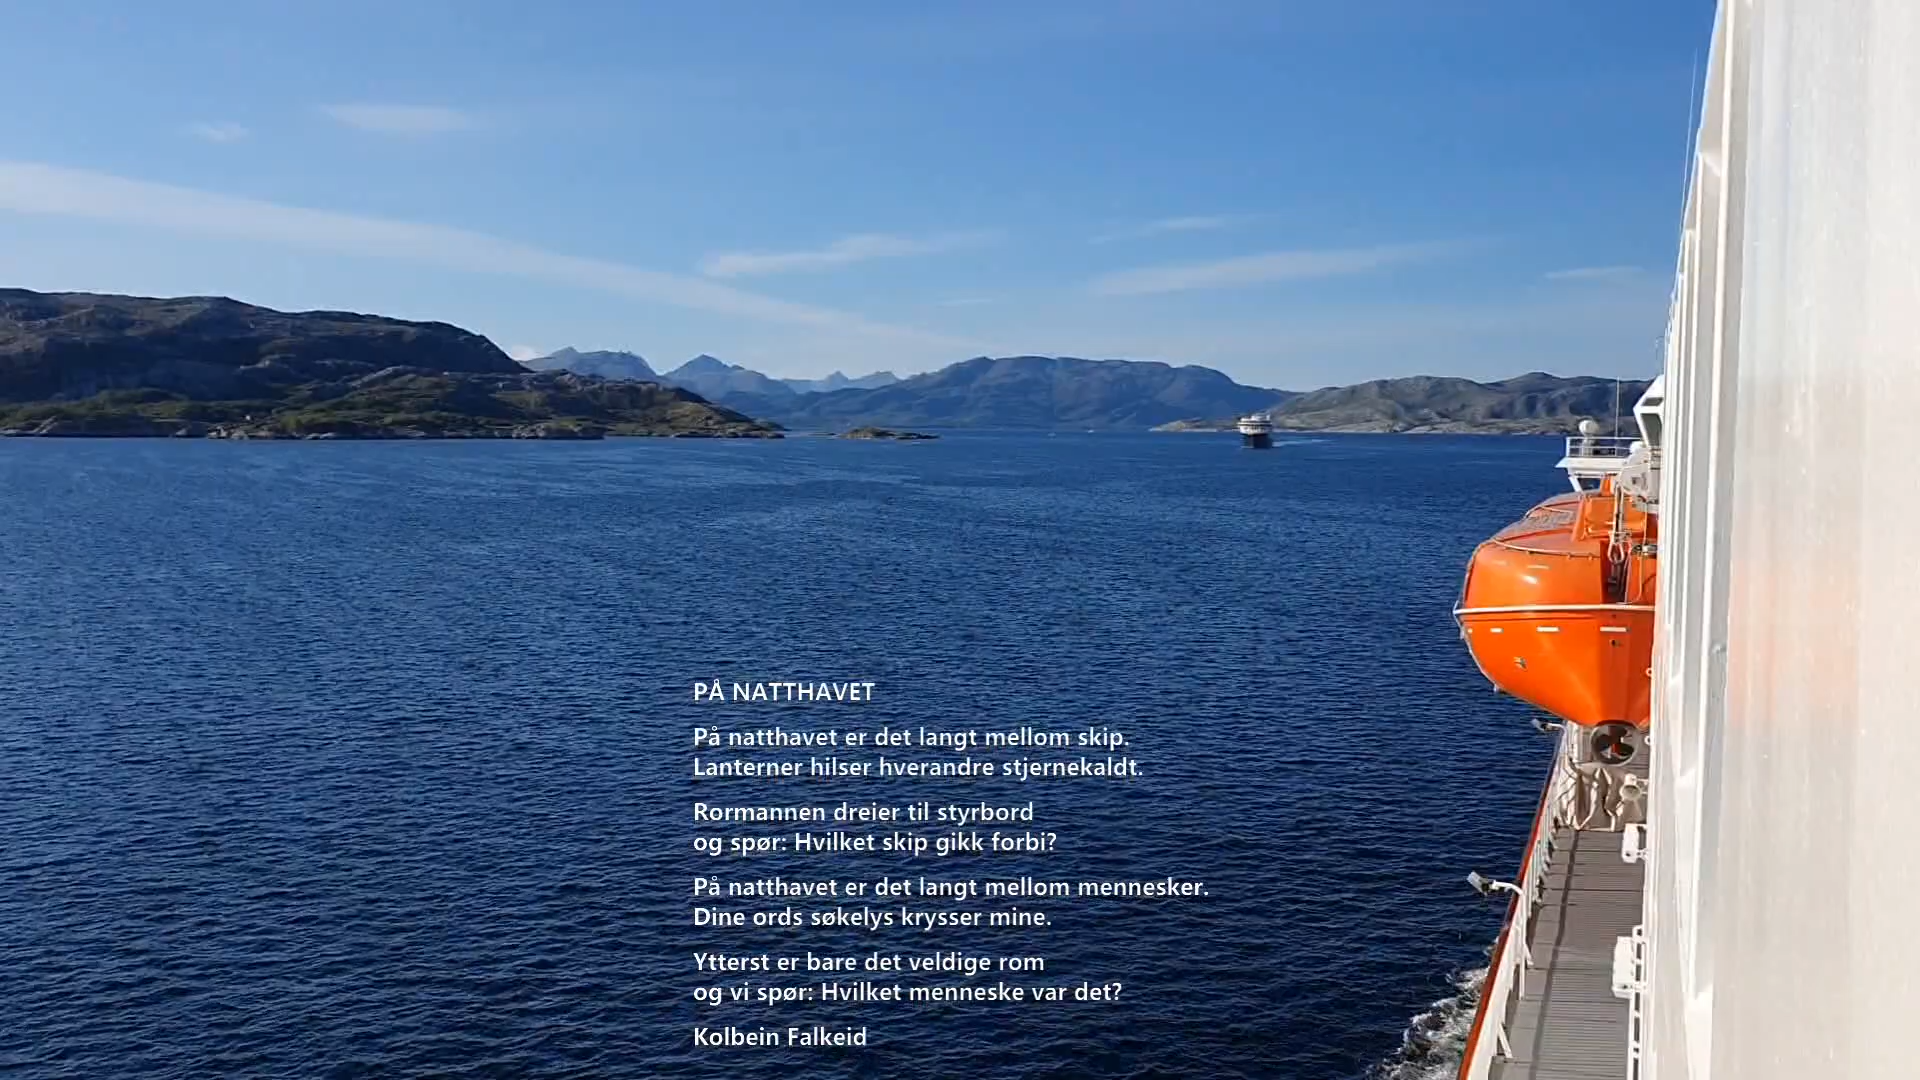 PÅ NATTHAVET
På natthavet er det langt mellom skip.
Lanterner hilser hverandre stjernekaldt.
Rormannen dreier til styrbord
og spør: Hvilket skip gikk forbi?
På natthavet er det langt mellom mennesker.
Dine ords søkelys krysser mine.
Ytterst er bare det veldige rom
og vi spør: Hvilket menneske var det?
Kolbein Falkeid